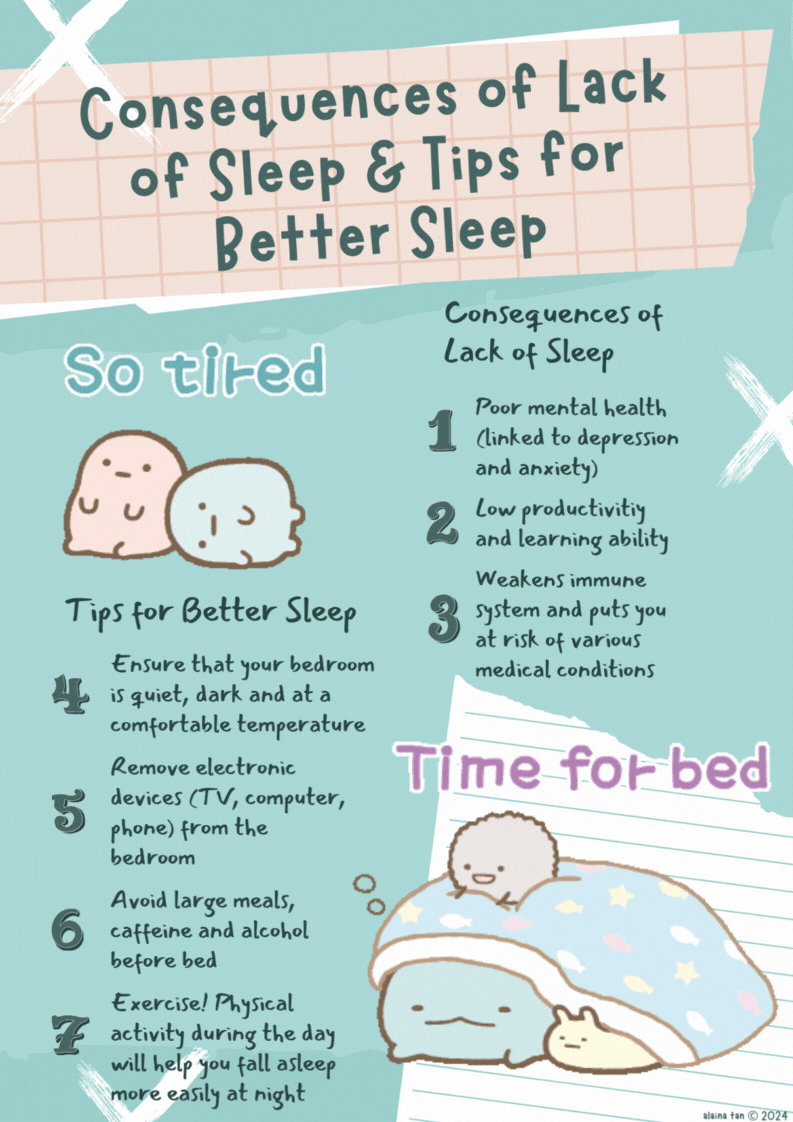 Consequences of Lack
of Sleep & Tips for
Better Sleep
So tired
Consequences of
Lack of Sleep
1 Poor mental health
(linked to depression
and anxiety)
2 Low productivitiy
and learning ability
3 Weakens immune
system and puts you
at risk of various
medical conditions
Tips for Better Sleep
4 Ensure that your bedroom
is quiet, dark and at a
comfortable temperature
5 Remove electronic
devices (TV, computer,
phone) from the
bedroom
6 Avoid large meals,
caffeine and alcohol
before bed
7 Exercise! Physical
activity during the day
will help you fall asleep
more easily at night
Time for bed
alaina tan © 2024